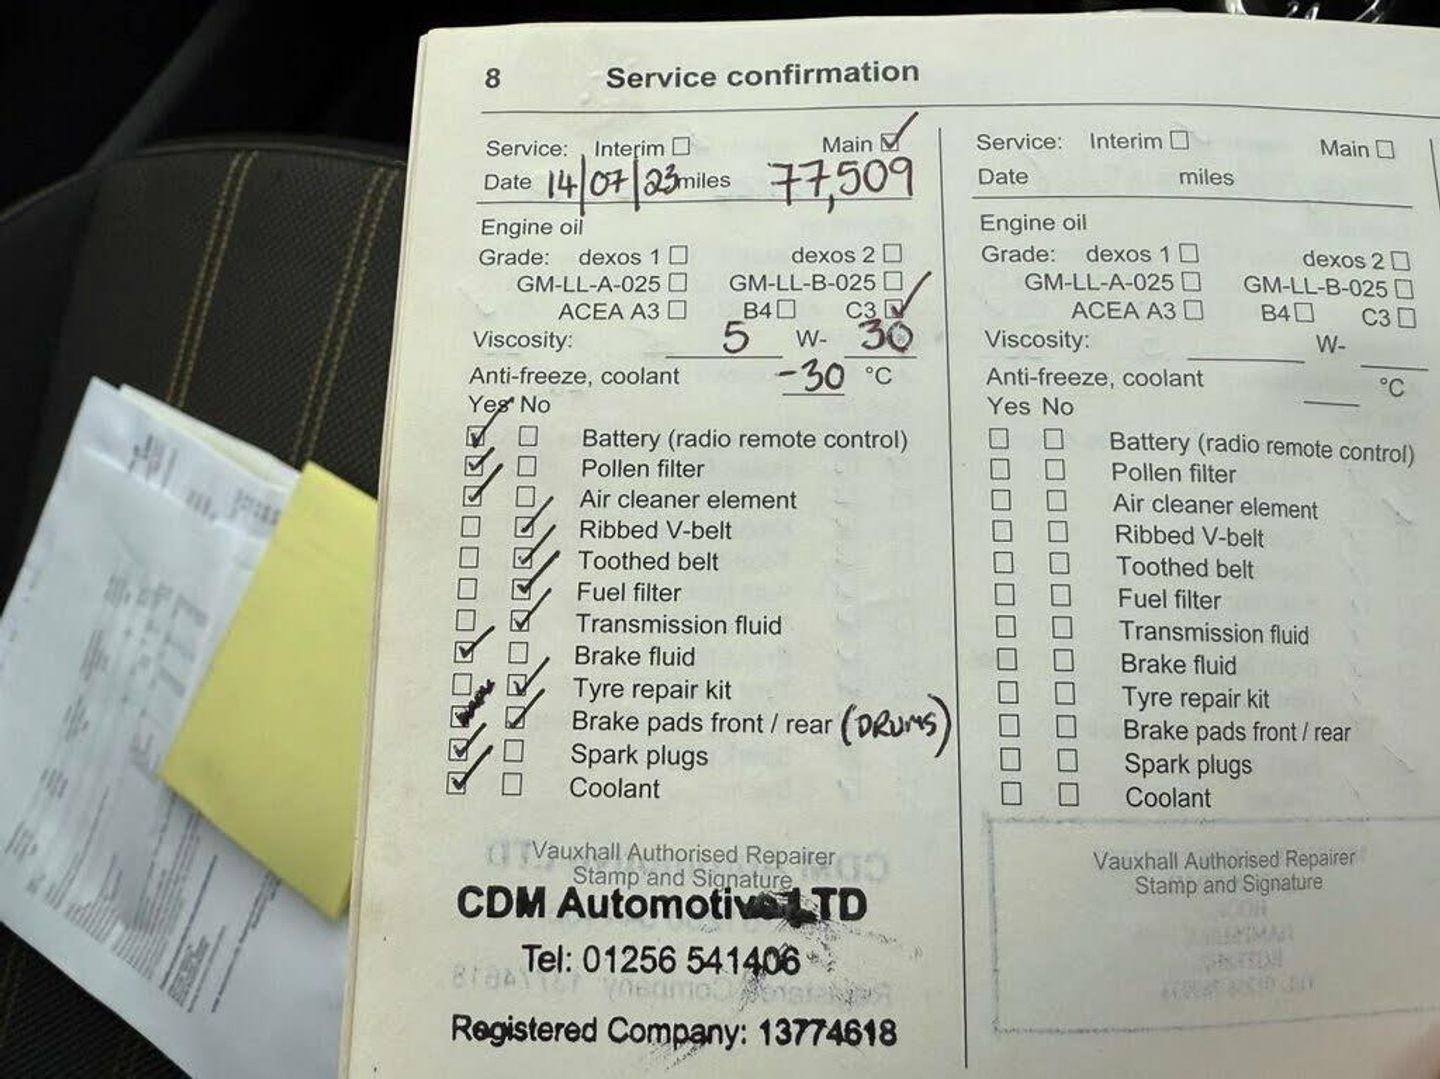 8 Service confirmation
Service: Interim Main
Date 14/07/23 miles 77,509
Engine oil
Grade: dexos 1 dexos 2
GM-LL-A-025 GM-LL-B-025
ACEA A3 B4 C3
Viscosity: 5 W- 30
Anti-freeze, coolant -30 °C
Yes No
Battery (radio remote control)
Pollen filter
Air cleaner element
Ribbed V-belt
Toothed belt
Fuel filter
Transmission fluid
Brake fluid
Tyre repair kit
Brake pads front / rear (DRUMS)
Spark plugs
Coolant
Vauxhall Authorised Repairer
Stamp and Signature
CDM Automotive LTD
Tel: 01256 541406
Registered Company: 13774618
Service: Interim Main
Date miles
Engine oil
Grade: dexos 1 dexos 2
GM-LL-A-025 GM-LL-B-025
ACEA A3 B4 C3
Viscosity: W-
Anti-freeze, coolant °C
Yes No
Battery (radio remote control)
Pollen filter
Air cleaner element
Ribbed V-belt
Toothed belt
Fuel filter
Transmission fluid
Brake fluid
Tyre repair kit
Brake pads front / rear
Spark plugs
Coolant
Vauxhall Authorised Repairer
Stamp and Signature